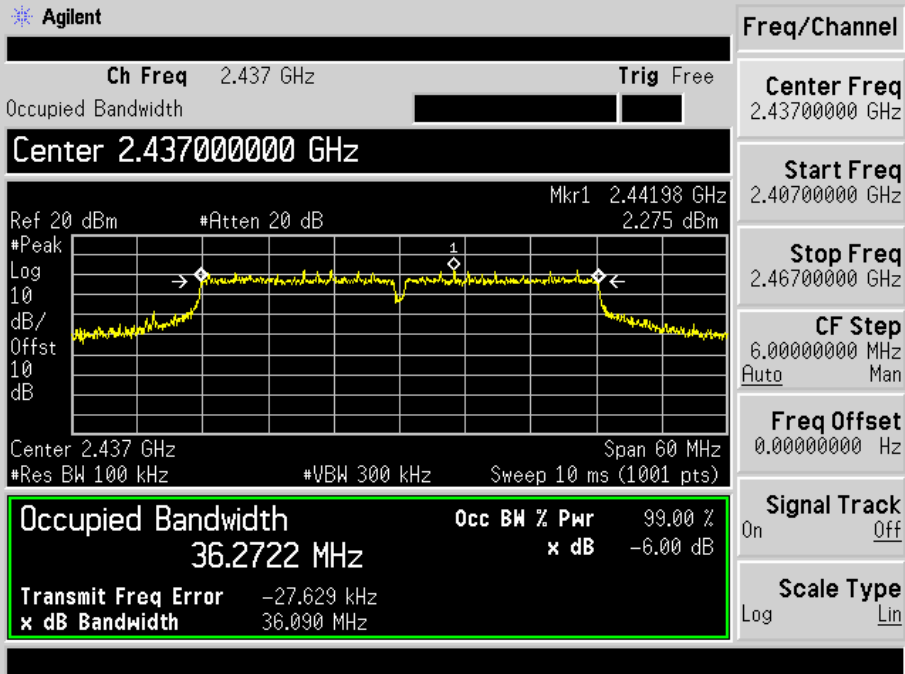 Agilent
Freq/Channel
Ch Freq 2.437 GHz Trig Free
Occupied Bandwidth
Center 2.437000000 GHz
Mkr1 2.44198 GHz
Ref 20 dBm #Atten 20 dB 2.275 dBm
#Peak
Log
10
dB/
Offst
10
dB
1
Center 2.437 GHz Span 60 MHz
#Res BW 100 kHz #VBW 300 kHz Sweep 10 ms (1001 pts)
Occupied Bandwidth
36.2722 MHz
Occ BW % Pwr 99.00 %
x dB -6.00 dB
Transmit Freq Error -27.629 kHz
x dB Bandwidth 36.090 MHz
Center Freq
2.43700000 GHz
Start Freq
2.40700000 GHz
Stop Freq
2.46700000 GHz
CF Step
6.00000000 MHz
Auto Man
Freq Offset
0.00000000 Hz
Signal Track
On Off
Scale Type
Log Lin